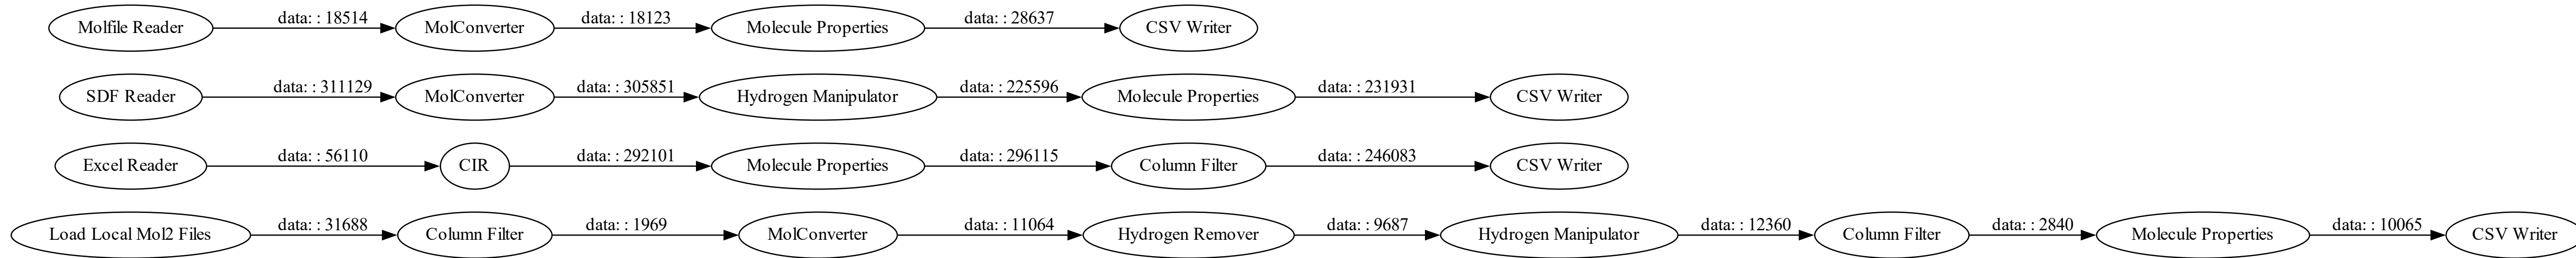 Molfile Reader data: : 18514 MolConverter data: : 18123 Molecule Properties data: : 28637 CSV Writer
SDF Reader data: : 311129 MolConverter data: : 305851 Hydrogen Manipulator data: : 225596 Molecule Properties data: : 231931 CSV Writer
Excel Reader data: : 56110 CIR data: : 292101 Molecule Properties data: : 296115 Column Filter data: : 246083 CSV Writer
Load Local Mol2 Files data: : 31688 Column Filter data: : 1969 MolConverter data: : 11064 Hydrogen Remover data: : 9687 Hydrogen Manipulator data: : 12360 Column Filter data: : 2840 Molecule Properties data: : 10065 CSV Writer